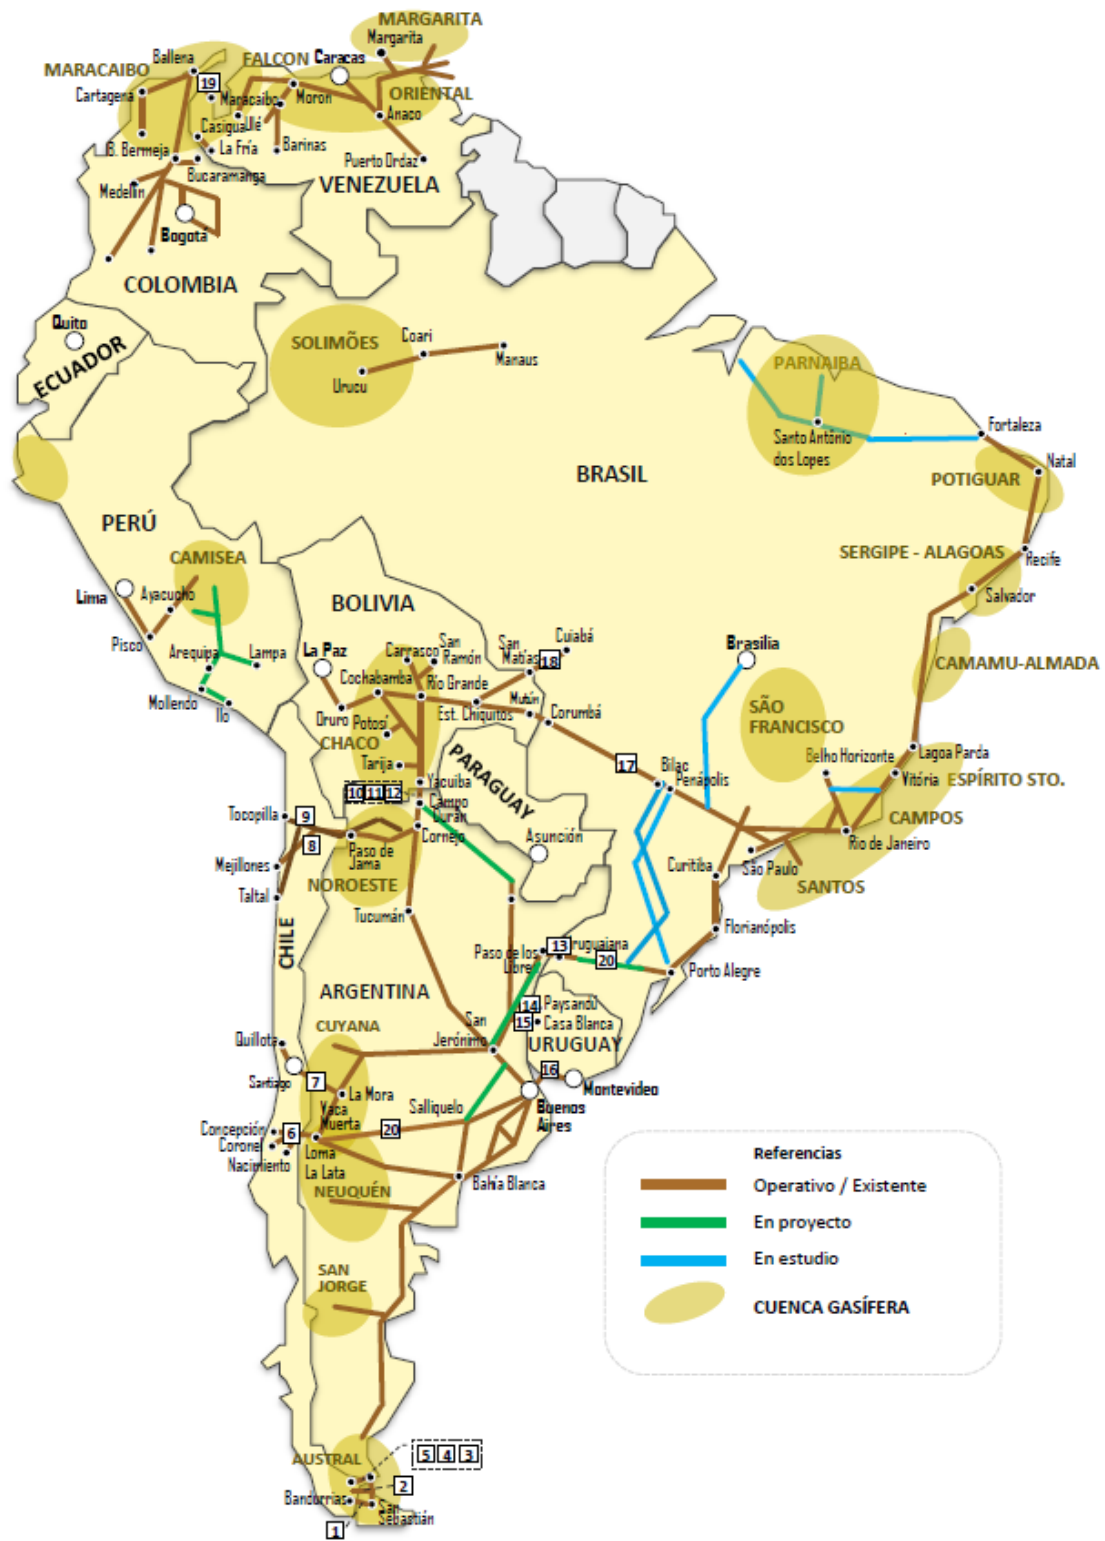 MARGARITA
Margarita
Ballena
FALCON
Caracas
MARACAIBO
19
Cartagena
Maracaibo
Morón
ORIENTAL
Ulé
Anaco
Casigua
B. Bermeja
La Fría
Barinas
Puerto Ordaz
Bucaramanga
Medellín
VENEZUELA
Bogotá
COLOMBIA
Quito
ECUADOR
SOLIMÕES
Coari
Manaus
Urucu
PARNAIBA
Santo Antônio
dos Lopes
Fortaleza
Natal
POTIGUAR
BRASIL
PERÚ
SERGIPE - ALAGOAS
Recife
CAMISEA
Lima
Ayacucho
Salvador
BOLIVIA
Pisco
Arequipa
Lampa
La Paz
Carrasco
San
Ramón
San
Matías
18
Cuiabá
Brasilia
CAMAMU-ALMADA
Mollendo
Ilo
Cochabamba
Río Grande
Mutún
Oruro
Potosí
Est. Chiquitos
Corumbá
SÃO
FRANCISCO
CHACO
PARAGUAY
Belho Horizonte
Lagoa Parda
Tarija
17
Bilac
Penápolis
Vitória
ESPÍRITO STO.
10
11
12
Yacuiba
Campo
Durán
Cornejo
CAMPOS
Tocopilla
9
8
Paso de
Jama
Asunción
Rio de Janeiro
Mejillones
Curitiba
São Paulo
Taltal
NOROESTE
SANTOS
Tucumán
CHILE
Florianópolis
Paso de los
Libres
13
Uruguaiana
20
Porto Alegre
ARGENTINA
14
Paysandú
CUYANA
San
Jerónimo
15
Casa Blanca
Quillota
URUGUAY
Santiago
7
16
Montevideo
La Mora
Vaca
Muerta
Salliquelo
Buenos
Aires
Concepción
6
20
Coronel
Nacimiento
Loma
La Lata
Bahía Blanca
NEUQUÉN
Referencias
Operativo / Existente
En proyecto
En estudio
CUENCA GASÍFERA
SAN
JORGE
AUSTRAL
5
4
3
2
Bandurrias
San
Sebastián
1